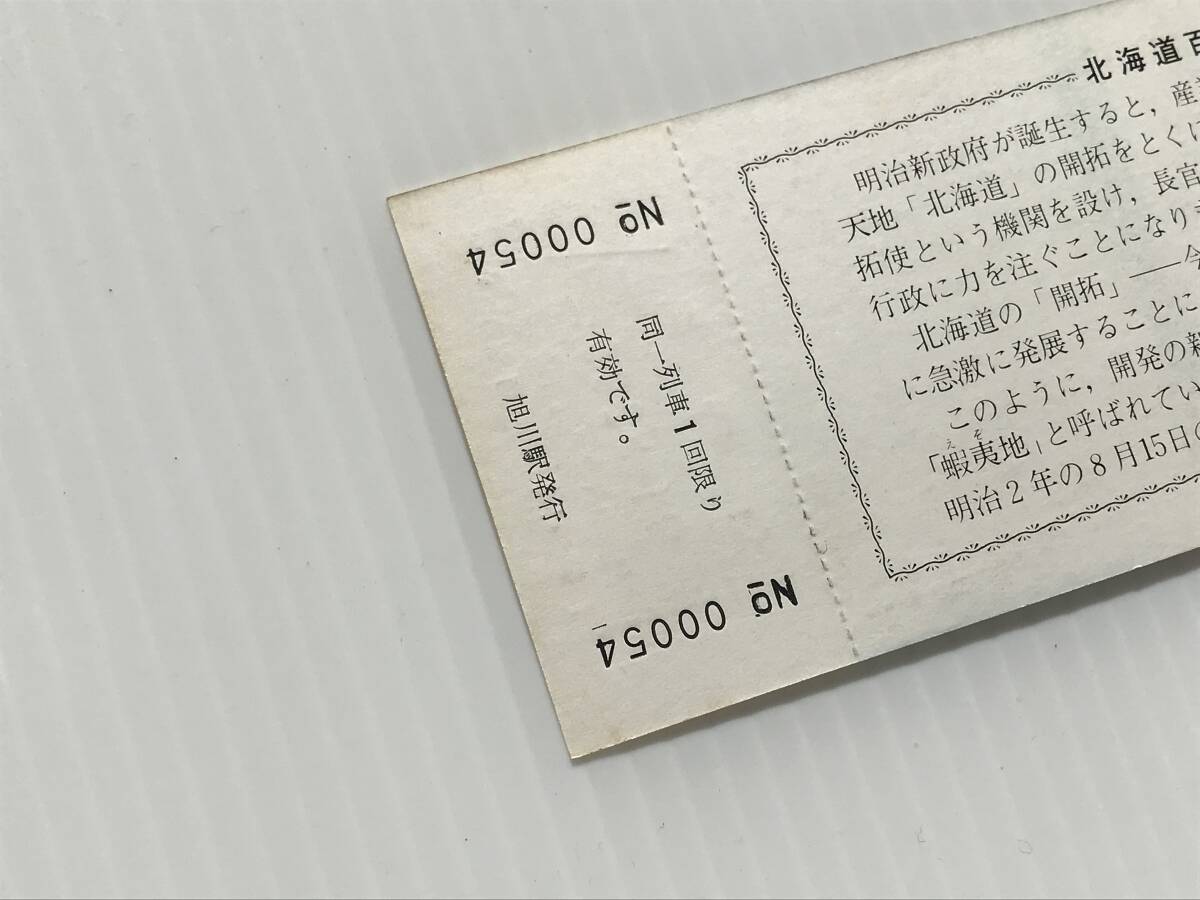 No 00054
同一列車1回限り
有効です。
旭川駅発行
No 00054
北海道百
明治新政府が誕生すると，産
天地「北海道」の開拓をとくに
拓使という機関を設け，長官
行政に力を注ぐことになりま
北海道の「開拓」――今
に急激に発展することに
このように，開発の新
えぞ
「蝦夷地」と呼ばれてい
明治2年の8月15日の